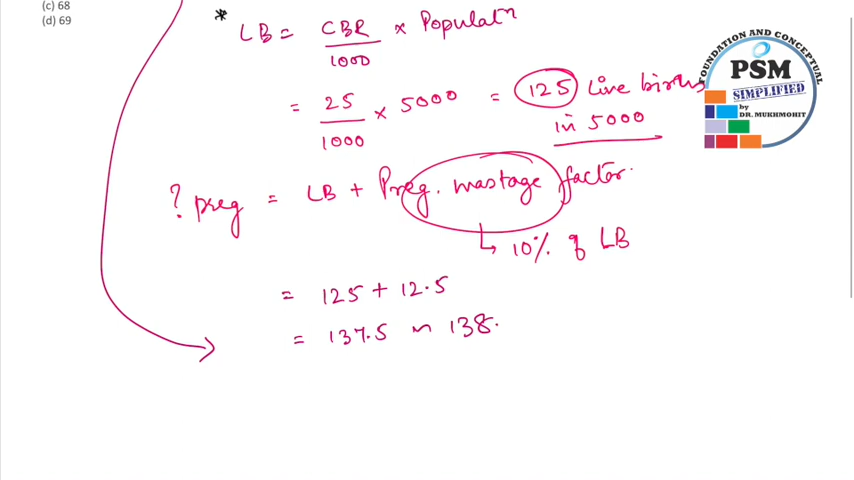 (c) 68
(d) 69
* LB = CBR / 1000 × Populatn
= 25 / 1000 × 5000 = 125 Live births
in 5000
? preg = LB + Preg. wastage factor.
↳ 10% of LB
= 125 + 12.5
= 137.5 ~ 138.
FOUNDATION AND CONCEPTUAL
PSM
SIMPLIFIED
by
DR. MUKHMOHIT